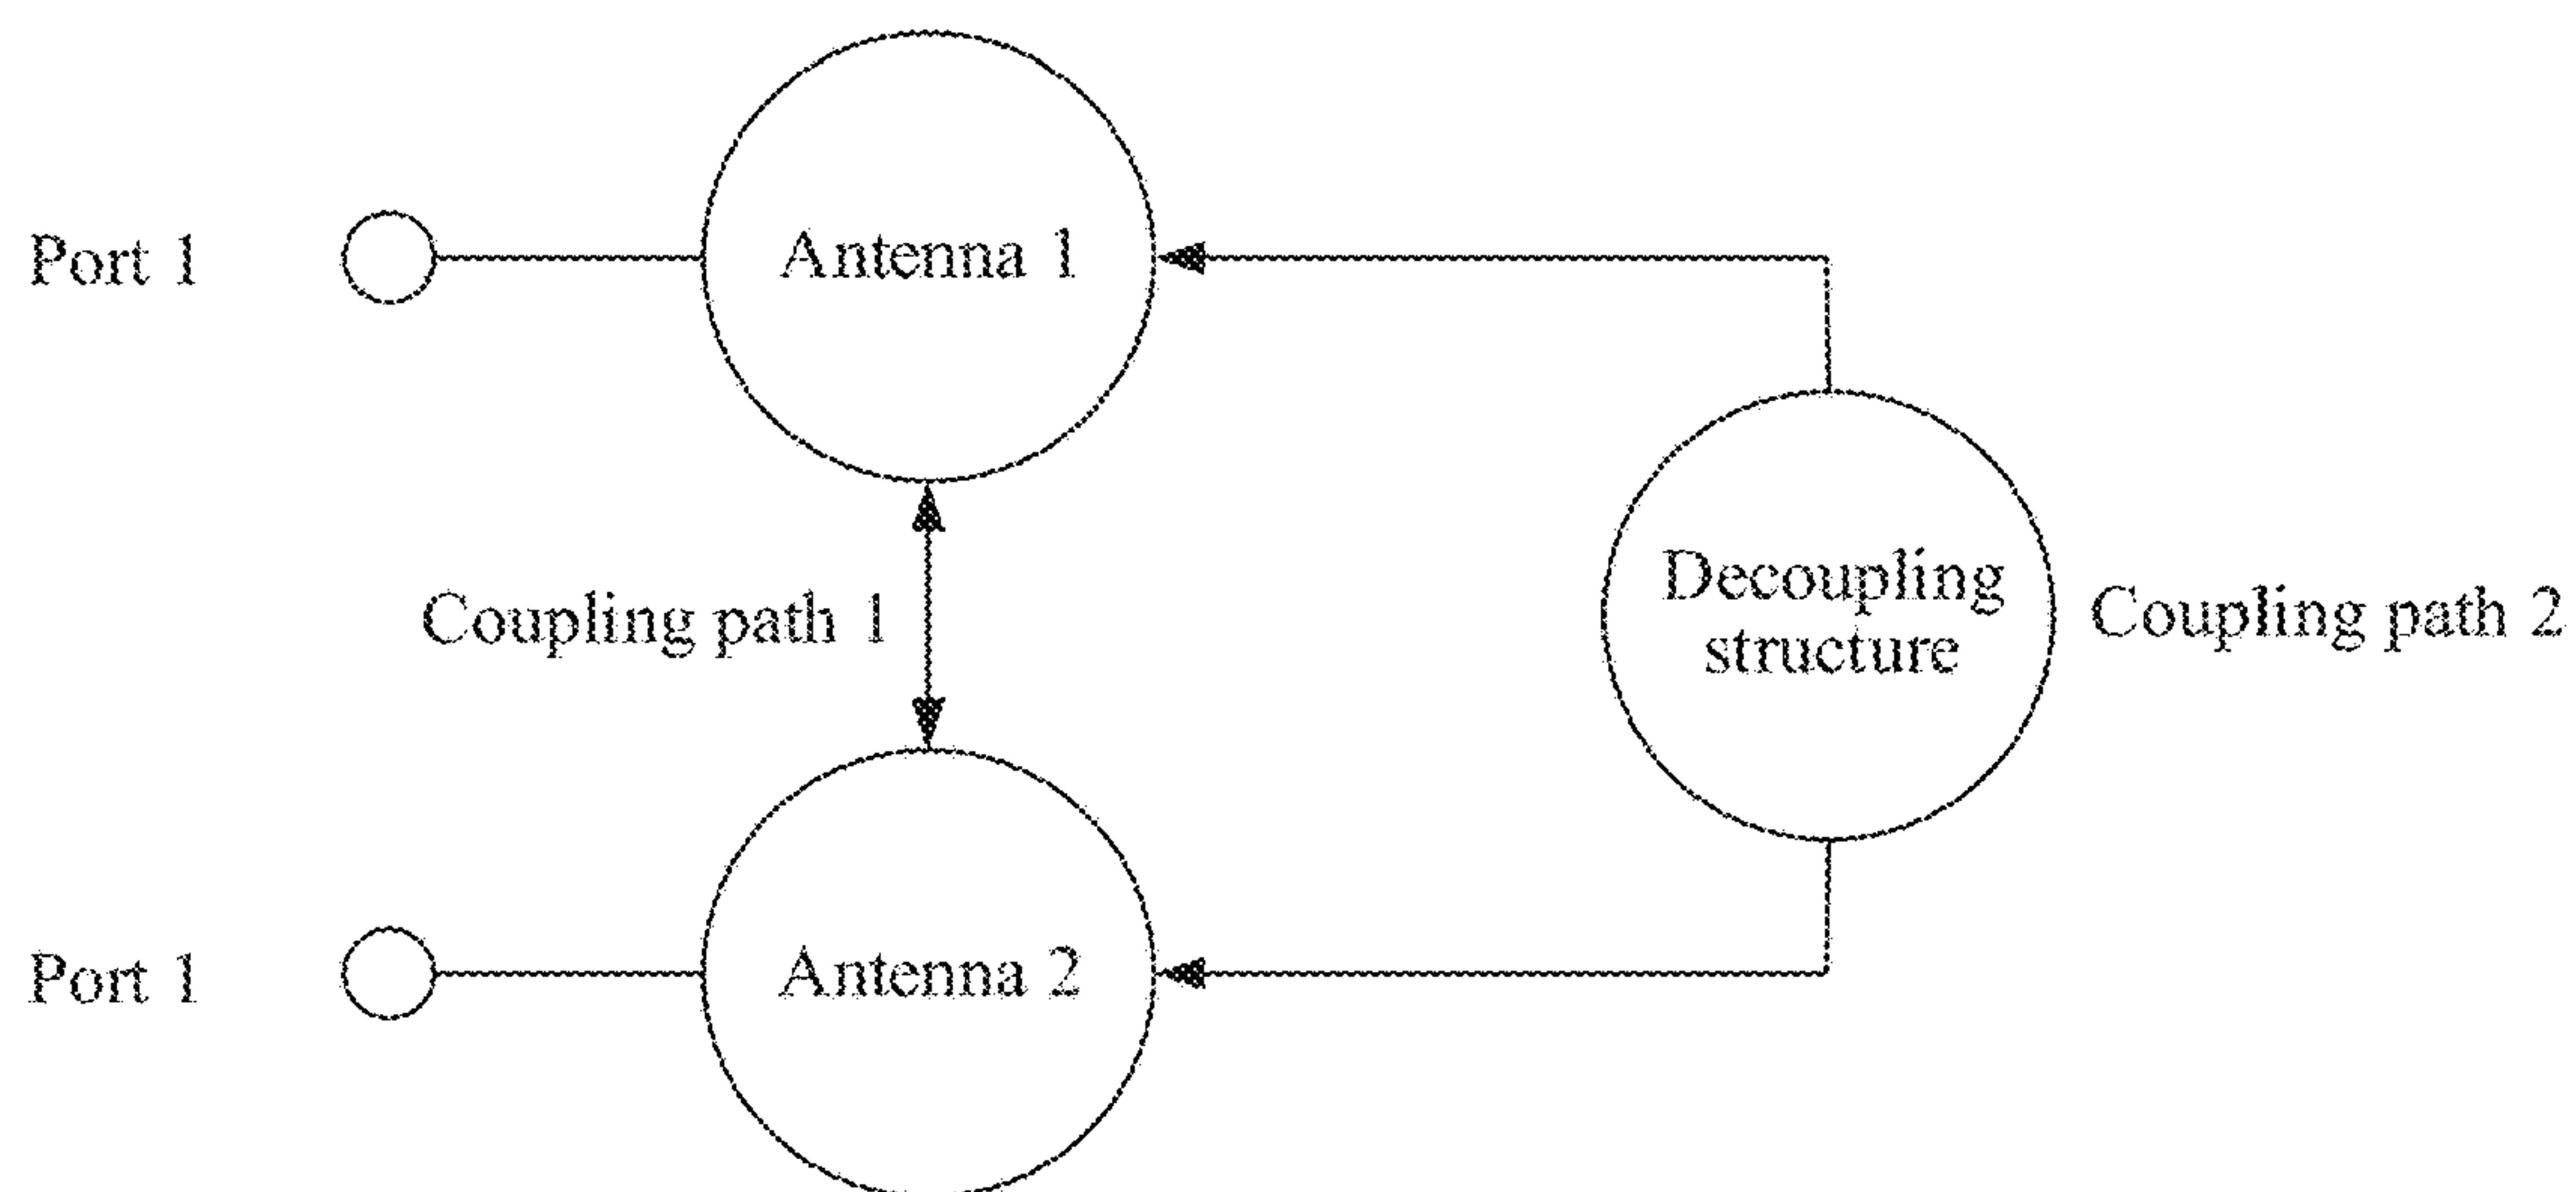 Port 1
Antenna 1
Coupling path 1
Decoupling
structure
Coupling path 2
Port 1
Antenna 2